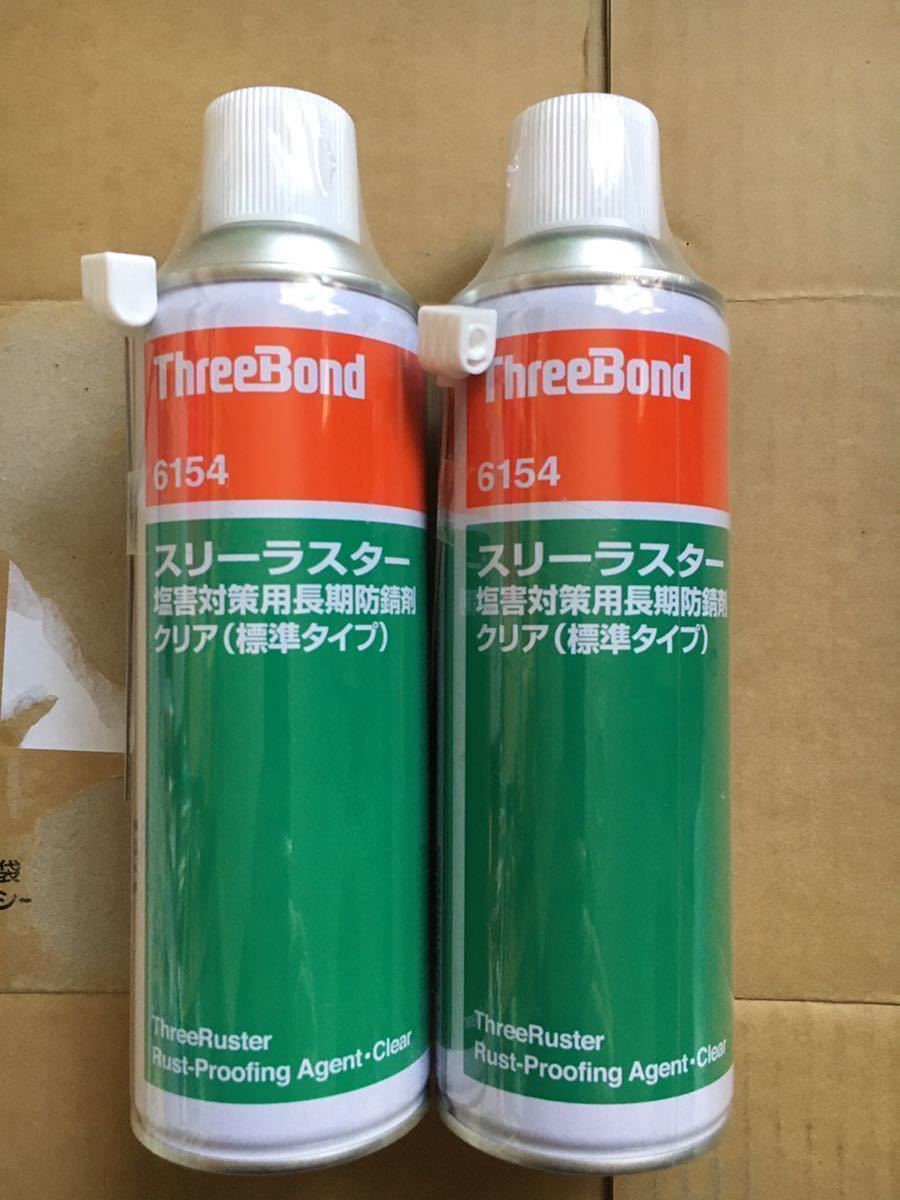 ThreeBond
6154
スリーラスター
塩害対策用長期防錆剤
クリア(標準タイプ)
ThreeRuster
Rust-Proofing Agent・Clear
ThreeBond
6154
スリーラスター
塩害対策用長期防錆剤
クリア(標準タイプ)
ThreeRuster
Rust-Proofing Agent・Clear
袋
シー